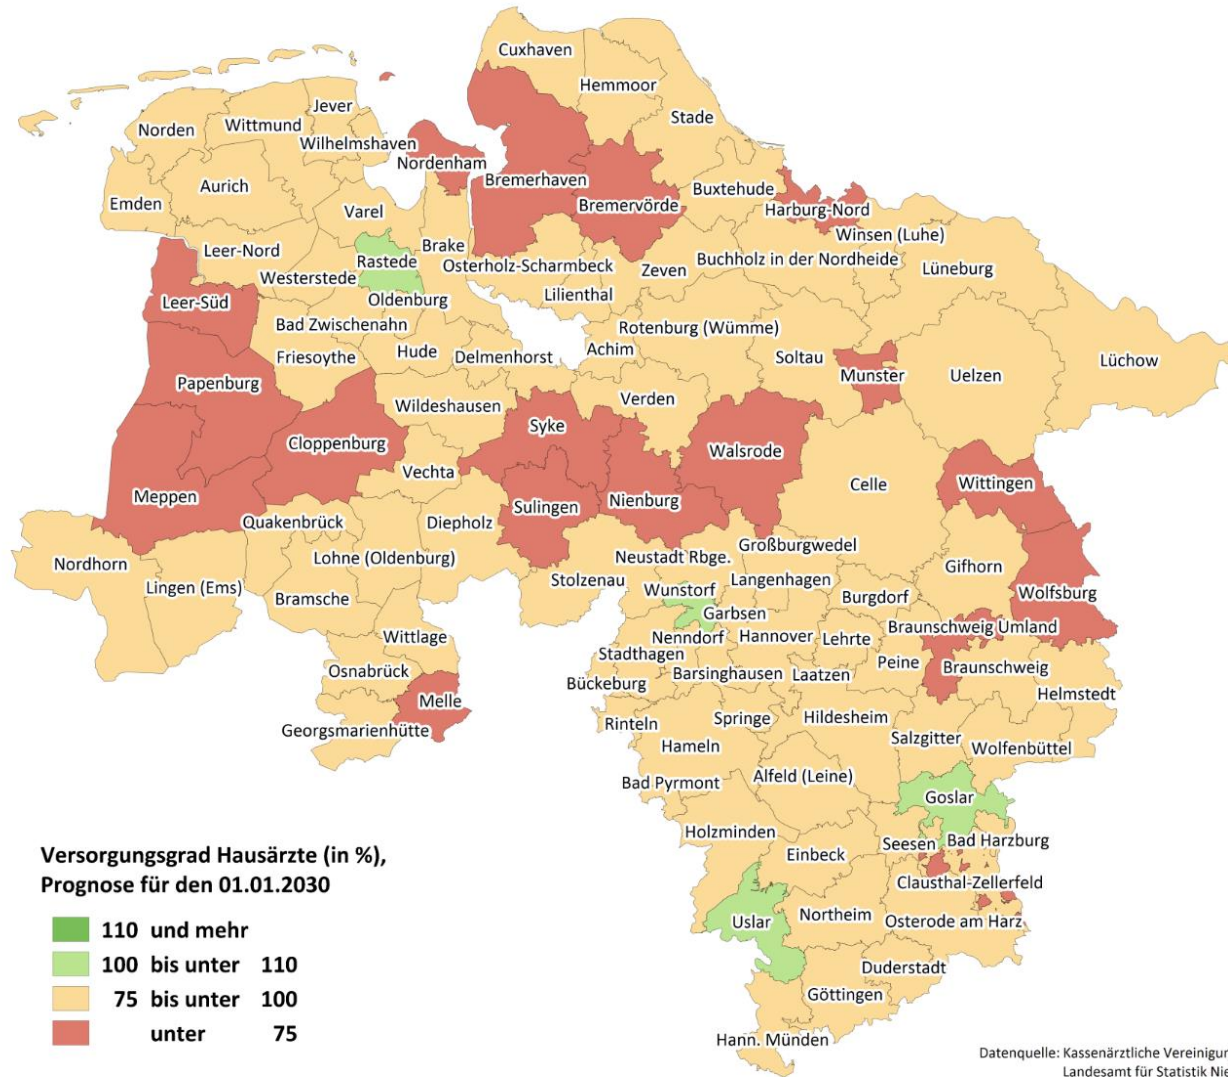 Cuxhaven
Hemmoor
Jever
Stade
Norden
Wittmund
Wilhelmshaven
Nordenham
Bremerhaven
Buxtehude
Aurich
Bremervörde
Emden
Varel
Harburg-Nord
Winsen (Luhe)
Leer-Nord
Brake
Rastede
Osterholz-Scharmbeck
Zeven
Buchholz in der Nordheide
Lüneburg
Westerstede
Lilienthal
Leer-Süd
Oldenburg
Bad Zwischenahn
Rotenburg (Wümme)
Friesoythe
Hude
Delmenhorst
Achim
Soltau
Lüchow
Papenburg
Munster
Uelzen
Wildeshausen
Verden
Cloppenburg
Syke
Walsrode
Vechta
Celle
Wittingen
Meppen
Sulingen
Nienburg
Quakenbrück
Diepholz
Großburgwedel
Nordhorn
Lohne (Oldenburg)
Neustadt Rbge.
Gifhorn
Lingen (Ems)
Stolzenau
Langenhagen
Wunstorf
Wolfsburg
Bramsche
Burgdorf
Garbsen
Braunschweig Umland
Wittlage
Nenndorf
Hannover
Lehrte
Stadthagen
Peine
Braunschweig
Osnabrück
Barsinghausen
Laatzen
Bückeburg
Helmstedt
Melle
Rinteln
Springe
Hildesheim
Georgsmarienhütte
Salzgitter
Hameln
Wolfenbüttel
Bad Pyrmont
Alfeld (Leine)
Goslar
Holzminden
Seesen
Bad Harzburg
Einbeck
Clausthal-Zellerfeld
Uslar
Northeim
Osterode am Harz
Duderstadt
Göttingen
Hann. Münden
Versorgungsgrad Hausärzte (in %),
Prognose für den 01.01.2030
110 und mehr
100 bis unter 110
75 bis unter 100
unter 75
Datenquelle: Kassenärztliche Vereinigun
Landesamt für Statistik Nie